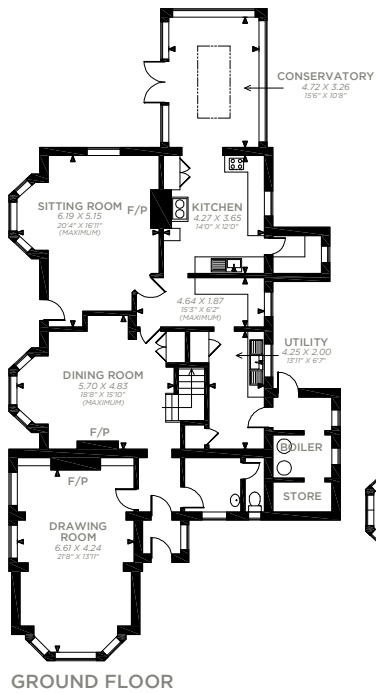 CONSERVATORY
4.72 X 3.26
15'6" X 10'8"
SITTING ROOM
6.19 X 5.15
20'4" X 16'11"
(MAXIMUM)
F/P
KITCHEN
4.27 X 3.65
14'0" X 12'0"
4.64 X 1.87
15'3" X 6'2"
(MAXIMUM)
UTILITY
4.25 X 2.00
13'11" X 6'7"
DINING ROOM
5.70 X 4.83
18'8" X 15'10"
(MAXIMUM)
F/P
BOILER
F/P
STORE
DRAWING
ROOM
6.61 X 4.24
21'8" X 13'11"
GROUND FLOOR